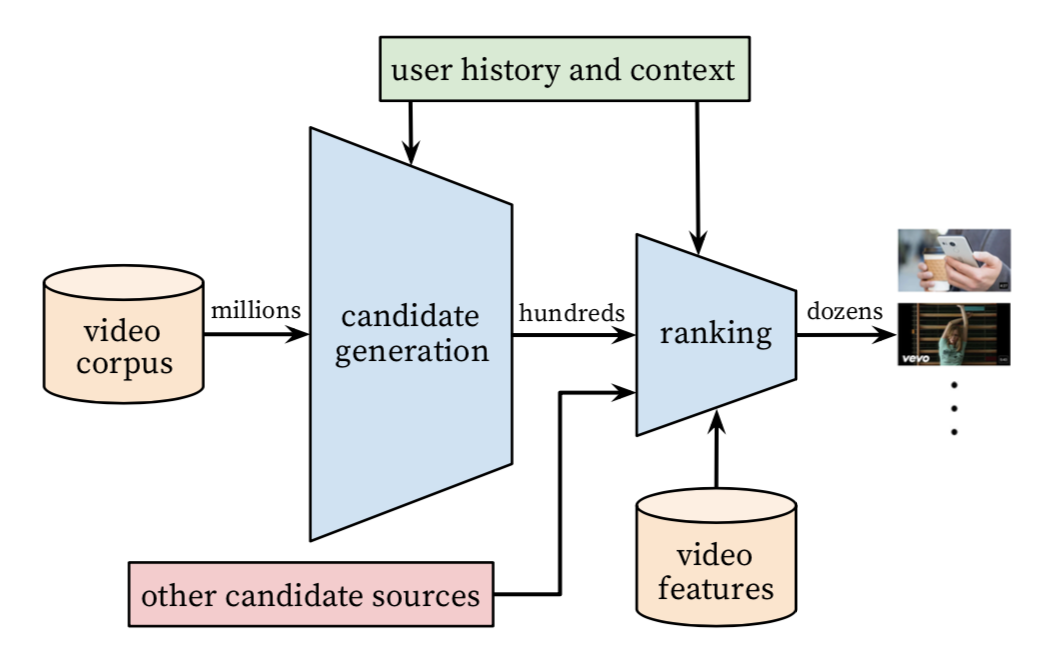 user history and context
millions
video
corpus
candidate
generation
hundreds
ranking
dozens
vevo
other candidate sources
video
features